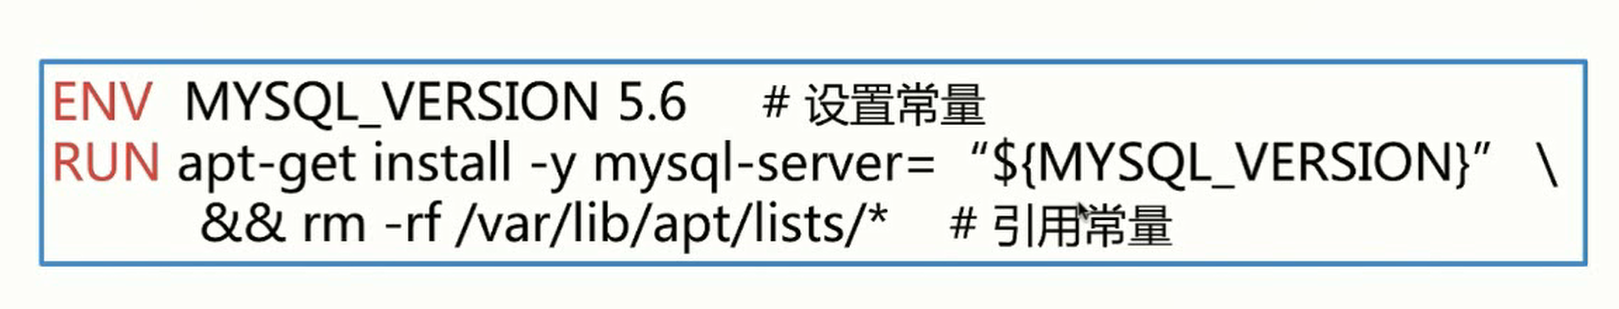 ENV MYSQL_VERSION 5.6 # 设置常量
RUN apt-get install -y mysql-server= “${MYSQL_VERSION}” \
&& rm -rf /var/lib/apt/lists/* # 引用常量